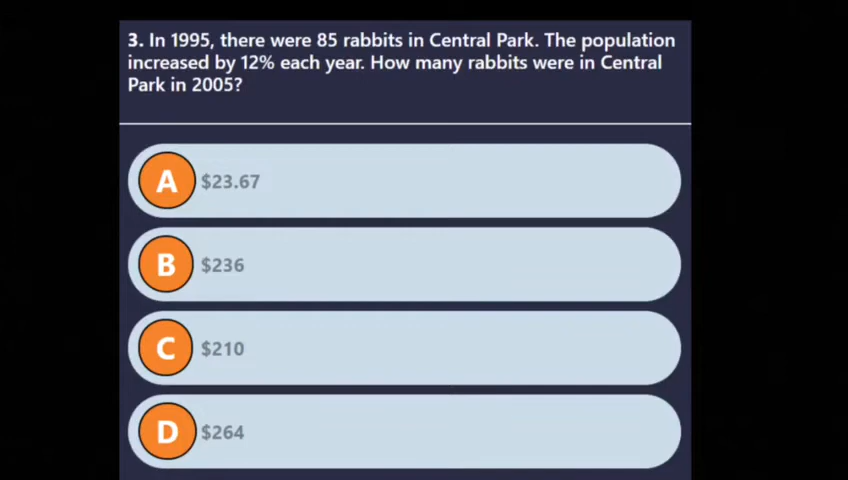 3. In 1995, there were 85 rabbits in Central Park. The population
increased by 12% each year. How many rabbits were in Central
Park in 2005?
A $23.67
B $236
C $210
D $264